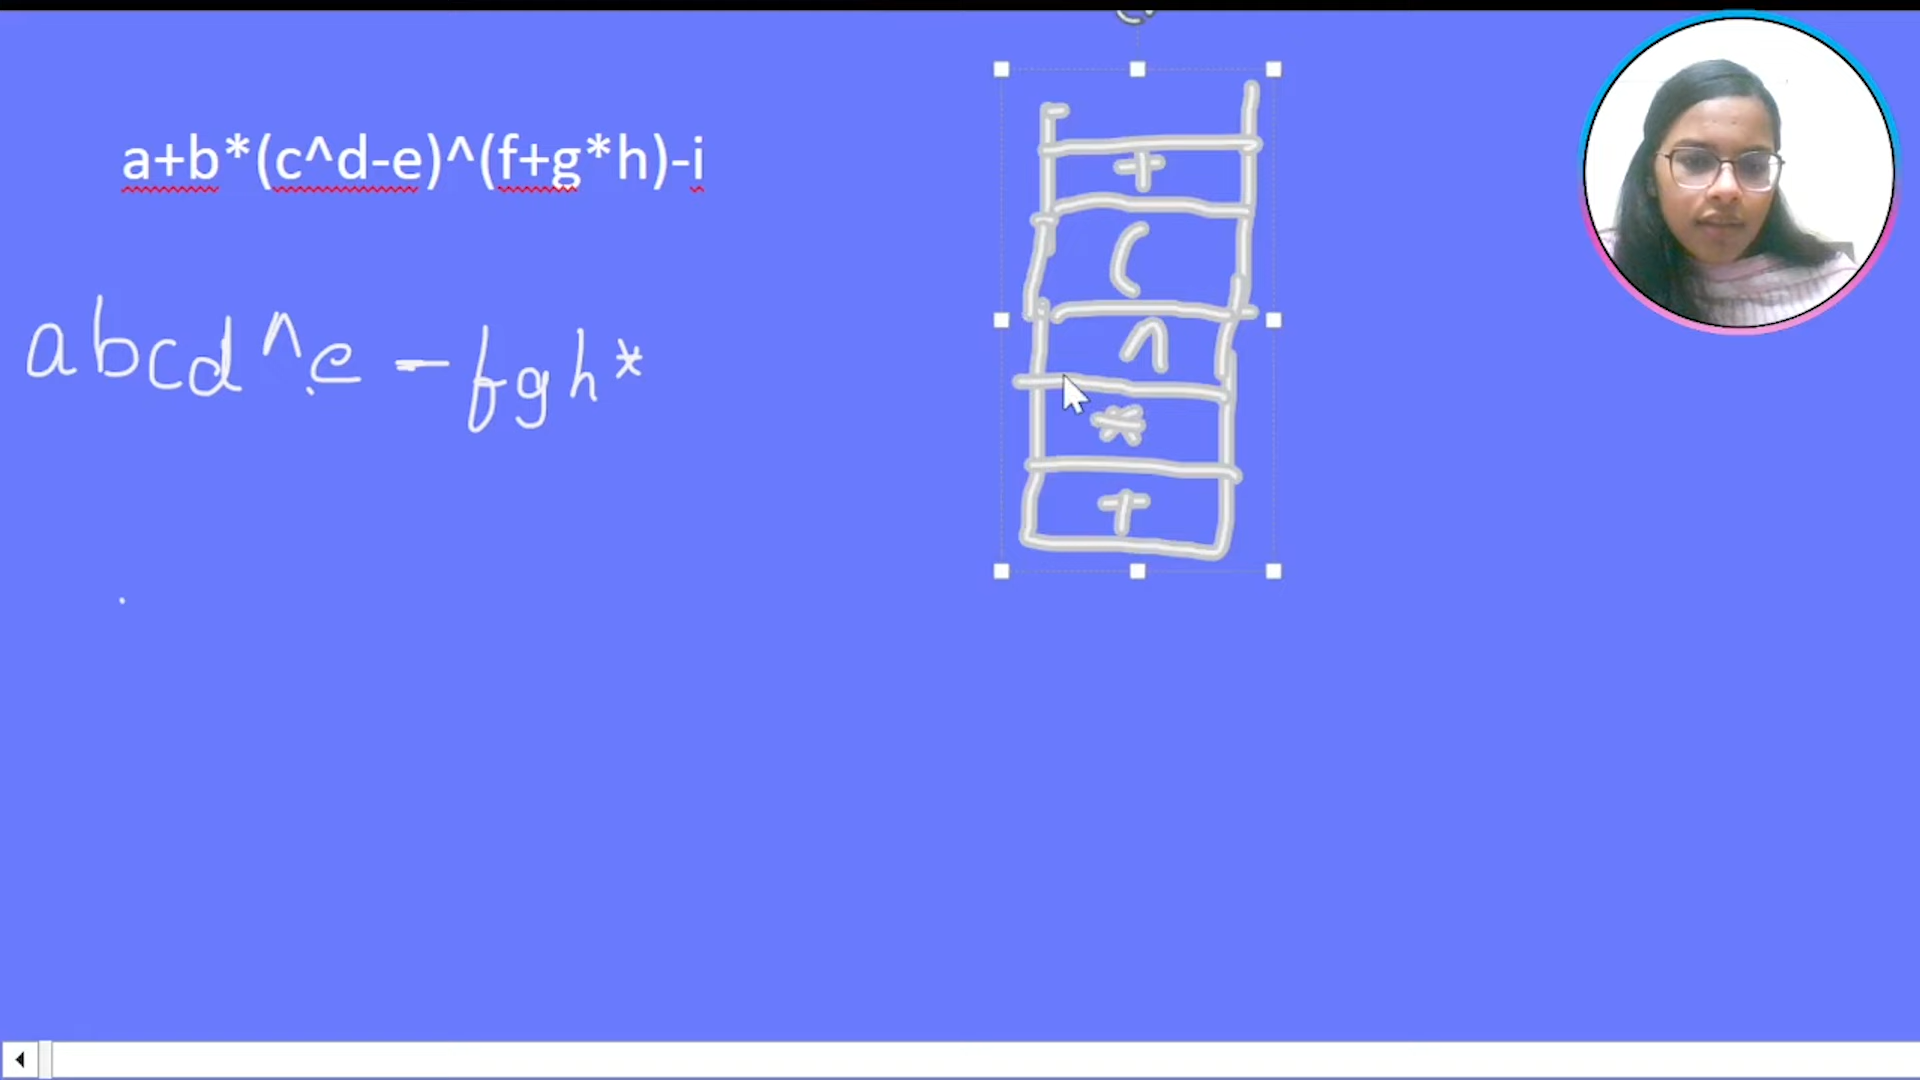 a+b*(c^d-e)^(f+g*h)-i
abcd^e-fgh*
+
(
^
*
+